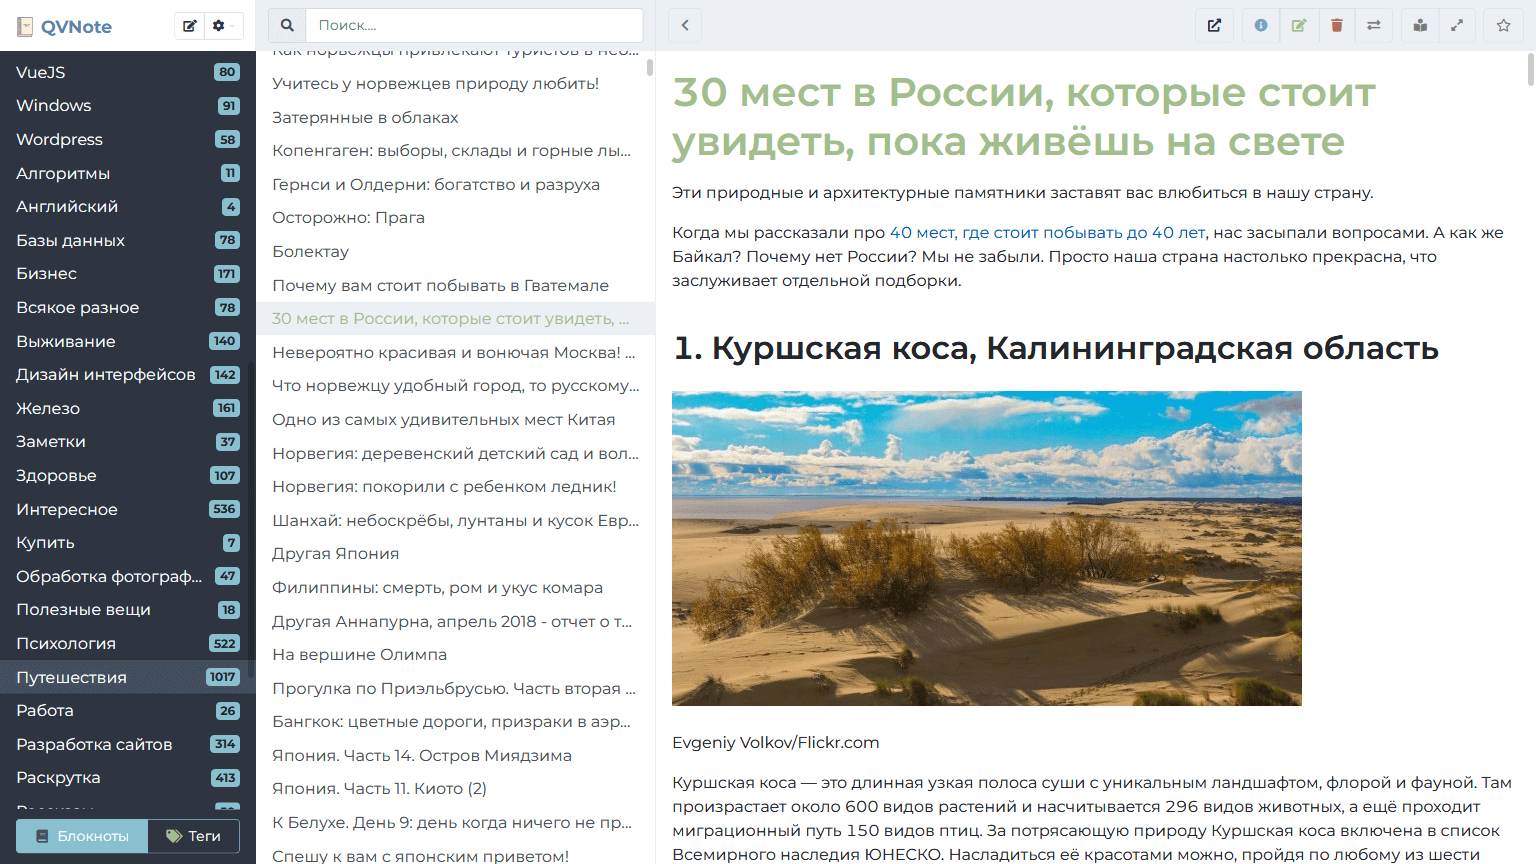 QVNote
VueJS 80
Windows 91
Wordpress 58
Алгоритмы 11
Английский 4
Базы данных 78
Бизнес 171
Всякое разное 78
Выживание 140
Дизайн интерфейсов 142
Железо 161
Заметки 37
Здоровье 107
Интересное 536
Купить 7
Обработка фотограф... 47
Полезные вещи 18
Психология 522
Путешествия 1017
Работа 26
Разработка сайтов 314
Раскрутка 413
Блокноты Теги
Поиск....
Как норвежцы привлекают туристов в нео...
Учитесь у норвежцев природу любить!
Затерянные в облаках
Копенгаген: выборы, склады и горные лы...
Гернси и Олдерни: богатство и разруха
Осторожно: Прага
Болектау
Почему вам стоит побывать в Гватемале
30 мест в России, которые стоит увидеть, ...
Невероятно красивая и вонючая Москва! ...
Что норвежцу удобный город, то русскому...
Одно из самых удивительных мест Китая
Норвегия: деревенский детский сад и вол...
Норвегия: покорили с ребенком ледник!
Шанхай: небоскрёбы, лунтаны и кусок Евр...
Другая Япония
Филиппины: смерть, ром и укус комара
Другая Аннапурна, апрель 2018 - отчет о т...
На вершине Олимпа
Прогулка по Приэльбрусью. Часть вторая ...
Бангкок: цветные дороги, призраки в аэр...
Япония. Часть 14. Остров Миядзима
Япония. Часть 11. Киото (2)
К Белухе. День 9: день когда ничего не пр...
Спешу к вам с японским приветом!
30 мест в России, которые стоит
увидеть, пока живёшь на свете
Эти природные и архитектурные памятники заставят вас влюбиться в нашу страну.
Когда мы рассказали про 40 мест, где стоит побывать до 40 лет, нас засыпали вопросами. А как же
Байкал? Почему нет России? Мы не забыли. Просто наша страна настолько прекрасна, что
заслуживает отдельной подборки.
1. Куршская коса, Калининградская область
Evgeniy Volkov/Flickr.com
Куршская коса — это длинная узкая полоса суши с уникальным ландшафтом, флорой и фауной. Там
произрастает около 600 видов растений и насчитывается 296 видов животных, а ещё проходит
миграционный путь 150 видов птиц. За потрясающую природу Куршская коса включена в список
Всемирного наследия ЮНЕСКО. Насладиться её красотами можно, пройдя по любому из шести